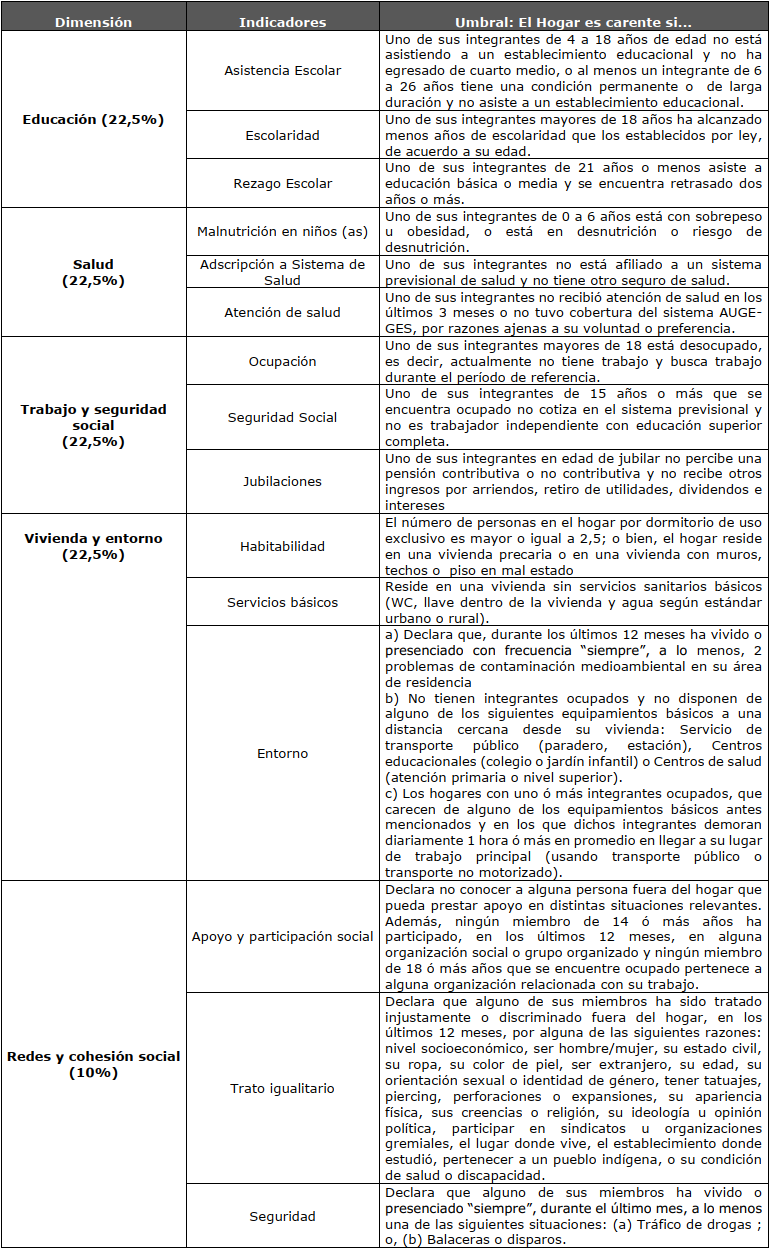 Dimensión Indicadores Umbral: El Hogar es carente si...
Educación (22,5%)
Asistencia Escolar
Uno de sus integrantes de 4 a 18 años de edad no está
asistiendo a un establecimiento educacional y no ha
egresado de cuarto medio, o al menos un integrante de 6
a 26 años tiene una condición permanente o de larga
duración y no asiste a un establecimiento educacional.
Escolaridad
Uno de sus integrantes mayores de 18 años ha alcanzado
menos años de escolaridad que los establecidos por ley,
de acuerdo a su edad.
Rezago Escolar
Uno de sus integrantes de 21 años o menos asiste a
educación básica o media y se encuentra retrasado dos
años o más.
Salud
(22,5%)
Malnutrición en niños (as)
Uno de sus integrantes de 0 a 6 años está con sobrepeso
u obesidad, o está en desnutrición o riesgo de
desnutrición.
Adscripción a Sistema de
Salud
Uno de sus integrantes no está afiliado a un sistema
previsional de salud y no tiene otro seguro de salud.
Atención de salud
Uno de sus integrantes no recibió atención de salud en los
últimos 3 meses o no tuvo cobertura del sistema AUGE-
GES, por razones ajenas a su voluntad o preferencia.
Trabajo y seguridad
social
(22,5%)
Ocupación
Uno de sus integrantes mayores de 18 está desocupado,
es decir, actualmente no tiene trabajo y busca trabajo
durante el período de referencia.
Seguridad Social
Uno de sus integrantes de 15 años o más que se
encuentra ocupado no cotiza en el sistema previsional y
no es trabajador independiente con educación superior
completa.
Jubilaciones
Uno de sus integrantes en edad de jubilar no percibe una
pensión contributiva o no contributiva y no recibe otros
ingresos por arriendos, retiro de utilidades, dividendos e
intereses
Vivienda y entorno
(22,5%)
Habitabilidad
El número de personas en el hogar por dormitorio de uso
exclusivo es mayor o igual a 2,5; o bien, el hogar reside
en una vivienda precaria o en una vivienda con muros,
techos o piso en mal estado
Servicios básicos
Reside en una vivienda sin servicios sanitarios básicos
(WC, llave dentro de la vivienda y agua según estándar
urbano o rural).
Entorno
a) Declara que, durante los últimos 12 meses ha vivido o
presenciado con frecuencia “siempre”, a lo menos, 2
problemas de contaminación medioambiental en su área
de residencia
b) No tienen integrantes ocupados y no disponen de
alguno de los siguientes equipamientos básicos a una
distancia cercana desde su vivienda: Servicio de
transporte público (paradero, estación), Centros
educacionales (colegio o jardín infantil) o Centros de salud
(atención primaria o nivel superior).
c) Los hogares con uno ó más integrantes ocupados, que
carecen de alguno de los equipamientos básicos antes
mencionados y en los que dichos integrantes demoran
diariamente 1 hora ó más en promedio en llegar a su lugar
de trabajo principal (usando transporte público o
transporte no motorizado).
Redes y cohesión social
(10%)
Apoyo y participación social
Declara no conocer a alguna persona fuera del hogar que
pueda prestar apoyo en distintas situaciones relevantes.
Además, ningún miembro de 14 ó más años ha
participado, en los últimos 12 meses, en alguna
organización social o grupo organizado y ningún miembro
de 18 ó más años que se encuentre ocupado pertenece a
alguna organización relacionada con su trabajo.
Trato igualitario
Declara que alguno de sus miembros ha sido tratado
injustamente o discriminado fuera del hogar, en los
últimos 12 meses, por alguna de las siguientes razones:
nivel socioeconómico, ser hombre/mujer, su estado civil,
su ropa, su color de piel, ser extranjero, su edad, su
orientación sexual o identidad de género, tener tatuajes,
piercing, perforaciones o expansiones, su apariencia
física, sus creencias o religión, su ideología u opinión
política, participar en sindicatos u organizaciones
gremiales, el lugar donde vive, el establecimiento donde
estudió, pertenecer a un pueblo indígena, o su condición
de salud o discapacidad.
Seguridad
Declara que alguno de sus miembros ha vivido o
presenciado “siempre”, durante el último mes, a lo menos
una de las siguientes situaciones: (a) Tráfico de drogas ;
o, (b) Balaceras o disparos.